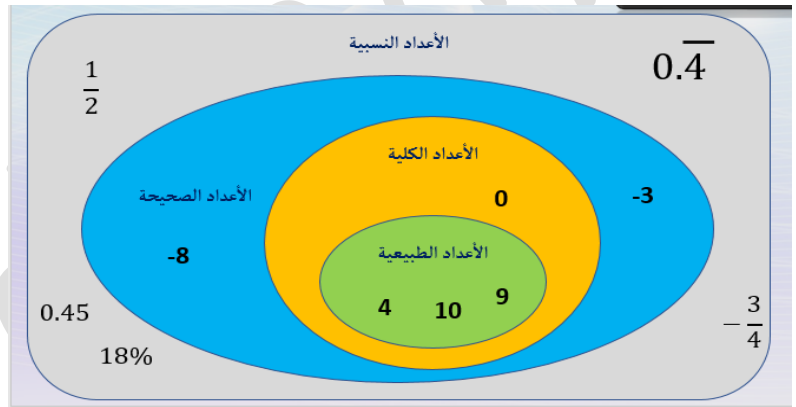 الأعداد النسبية
1/2
0.4̅
الأعداد الكلية
الأعداد الصحيحة
0
-3
-8
الأعداد الطبيعية
4 10 9
0.45
18%
-3/4